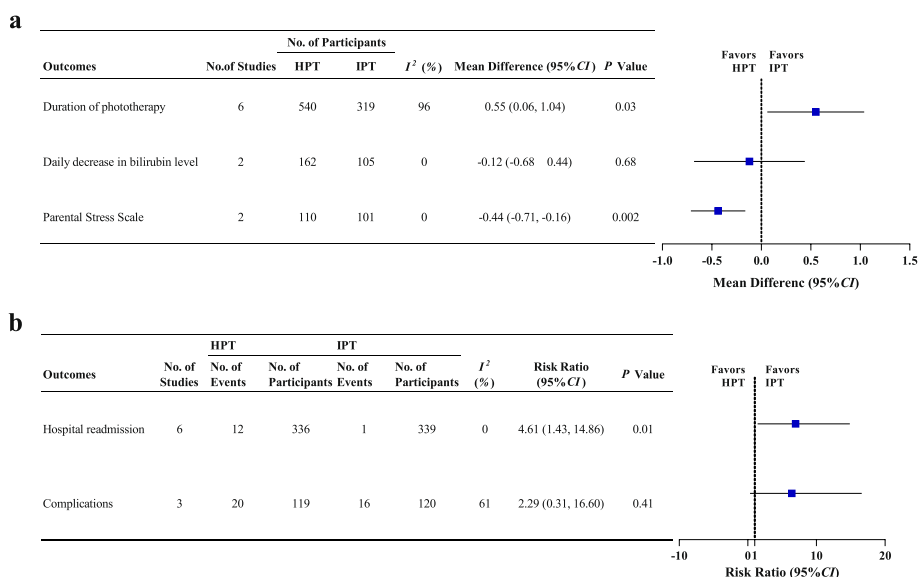 a
No. of Participants
Outcomes No.of Studies HPT IPT I² (%) Mean Difference (95%CI) P Value
Favors Favors
HPT IPT
Duration of phototherapy 6 540 319 96 0.55 (0.06, 1.04) 0.03
Daily decrease in bilirubin level 2 162 105 0 -0.12 (-0.68 0.44) 0.68
Parental Stress Scale 2 110 101 0 -0.44 (-0.71, -0.16) 0.002
-1.0 -0.5 0.0 0.5 1.0 1.5
Mean Differenc (95%CI)
b
HPT IPT
No. of No. of No. of No. of No. of I² Risk Ratio
Outcomes P Value
Studies Events Participants Events Participants (%) (95%CI)
Favors Favors
HPT IPT
Hospital readmission 6 12 336 1 339 0 4.61 (1.43, 14.86) 0.01
Complications 3 20 119 16 120 61 2.29 (0.31, 16.60) 0.41
-10 0 1 10 20
Risk Ratio (95%CI)